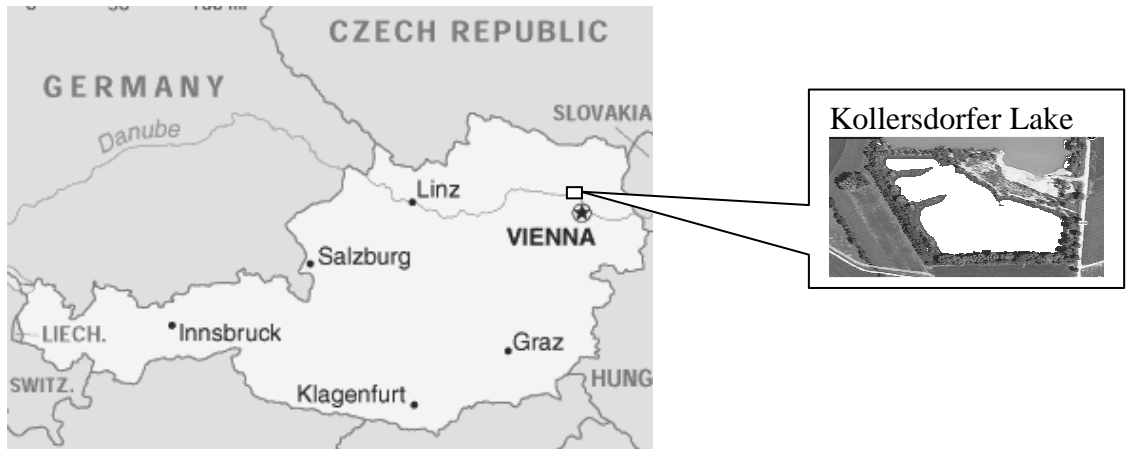 CZECH REPUBLIC
GERMANY
SLOVAKIA
Danube
Linz
VIENNA
Salzburg
Innsbruck
LIECH.
Graz
SWITZ.
HUNG
Klagenfurt
Kollersdorfer Lake